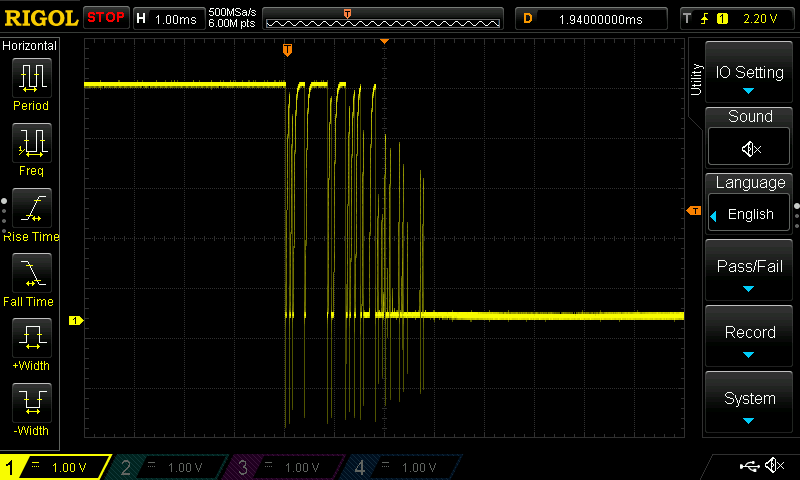 RIGOL STOP H 1.00ms 500MSa/s 6.00M pts T D 1.94000000ms T 1 2.20 V
Horizontal
Period
Freq
Rise Time
Fall Time
+Width
-Width
T
T
1
Utility
IO Setting
Sound
Language
English
Pass/Fail
Record
System
1 1.00 V 2 1.00 V 3 1.00 V 4 1.00 V